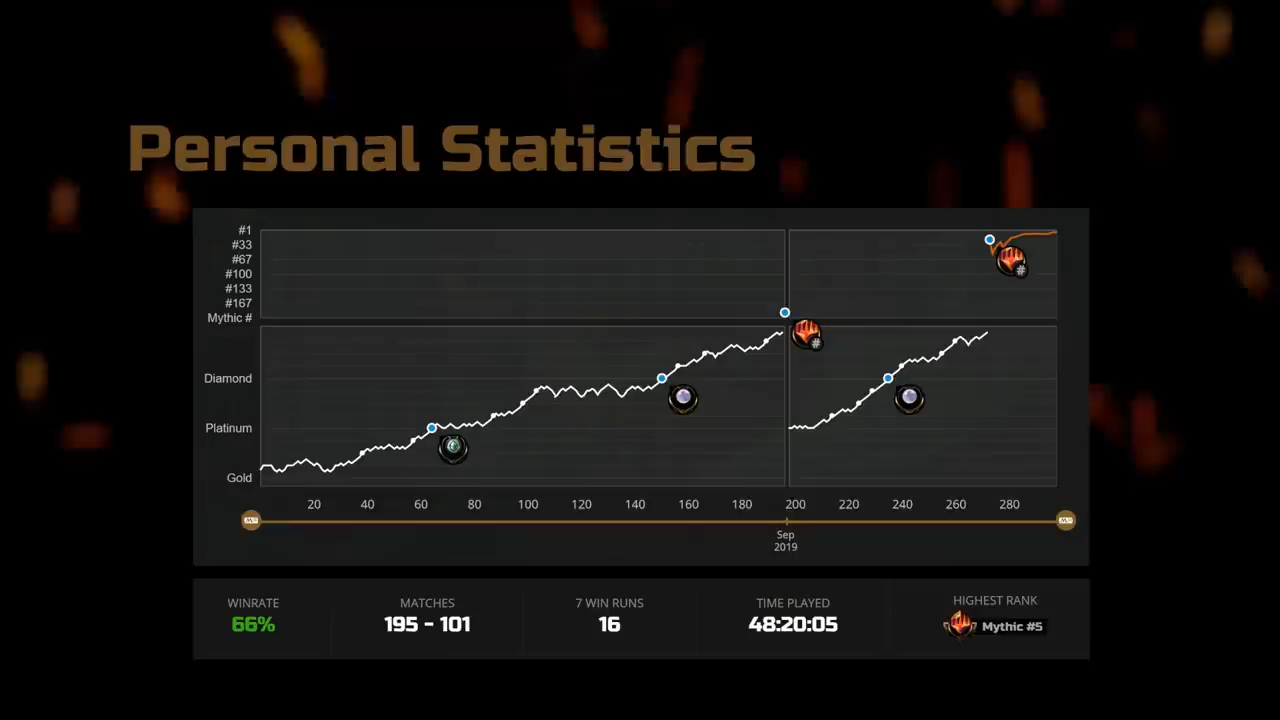 Personal Statistics
#1
#33
#67
#100
#133
#167
Mythic #
#
#
Diamond
Platinum
Gold
20 40 60 80 100 120 140 160 180 200 220 240 260 280
Sep
2019
WINRATE MATCHES 7 WIN RUNS TIME PLAYED HIGHEST RANK
66% 195 - 101 16 48:20:05 Mythic #5